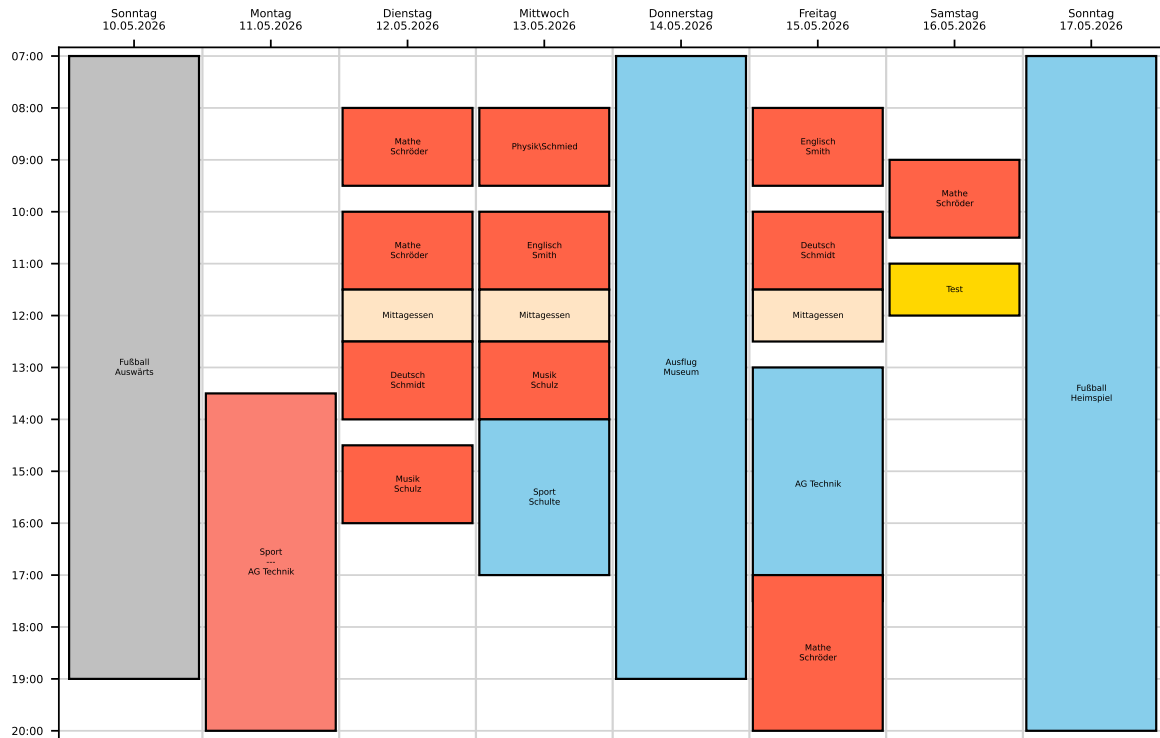 Sonntag
10.05.2026
Montag
11.05.2026
Dienstag
12.05.2026
Mittwoch
13.05.2026
Donnerstag
14.05.2026
Freitag
15.05.2026
Samstag
16.05.2026
Sonntag
17.05.2026
07:00
08:00
09:00
10:00
11:00
12:00
13:00
14:00
15:00
16:00
17:00
18:00
19:00
20:00
Fußball
Auswärts
Sport
---
AG Technik
Mathe
Schröder
Mathe
Schröder
Mittagessen
Deutsch
Schmidt
Musik
Schulz
Physik\Schmied
Englisch
Smith
Mittagessen
Musik
Schulz
Sport
Schulte
Ausflug
Museum
Englisch
Smith
Deutsch
Schmidt
Mittagessen
AG Technik
Mathe
Schröder
Mathe
Schröder
Test
Fußball
Heimspiel